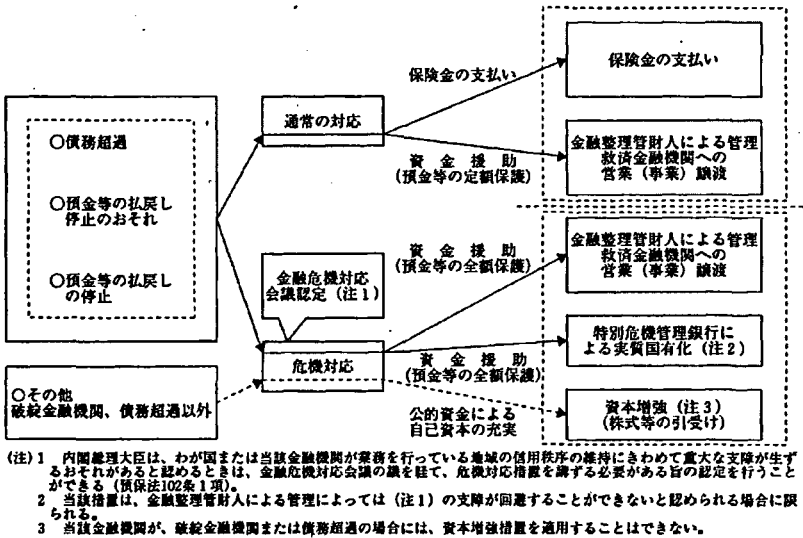 保険金の支払い
保険金の支払い
通常の対応
○債務超過
金融整理管財人による管理
救済金融機関への
営業（事業）譲渡
資金援助
（預金等の定額保護）
○預金等の払戻し
停止のおそれ
資金援助
（預金等の全額保護）
金融整理管財人による管理
救済金融機関への
営業（事業）譲渡
○預金等の払戻し
の停止
金融危機対応
会議認定（注１）
特別危機管理銀行に
よる実質国有化（注２）
危機対応
資金援助
（預金等の全額保護）
○その他
破綻金融機関、債務超過以外
公的資金による
自己資本の充実
資本増強（注３）
（株式等の引受け）
（注）１　内閣総理大臣は、わが国または当該金融機関が業務を行っている地域の信用秩序の維持にきわめて重大な支障が生ず
るおそれがあると認めるときは、金融危機対応会議の議を経て、危機対応措置を講ずる必要がある旨の認定を行うこと
ができる（預保法102条１項）。
２　当該措置は、金融整理管財人による管理によっては（注１）の支障が回避することができないと認められる場合に限
られる。
３　当該金融機関が、破綻金融機関または債務超過の場合には、資本増強措置を適用することはできない。